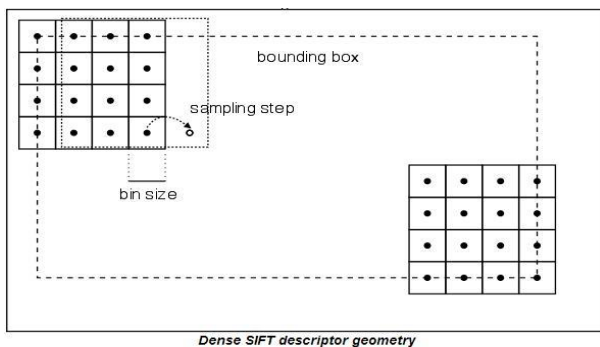 bounding box
sampling step
bin size
Dense SIFT descriptor geometry